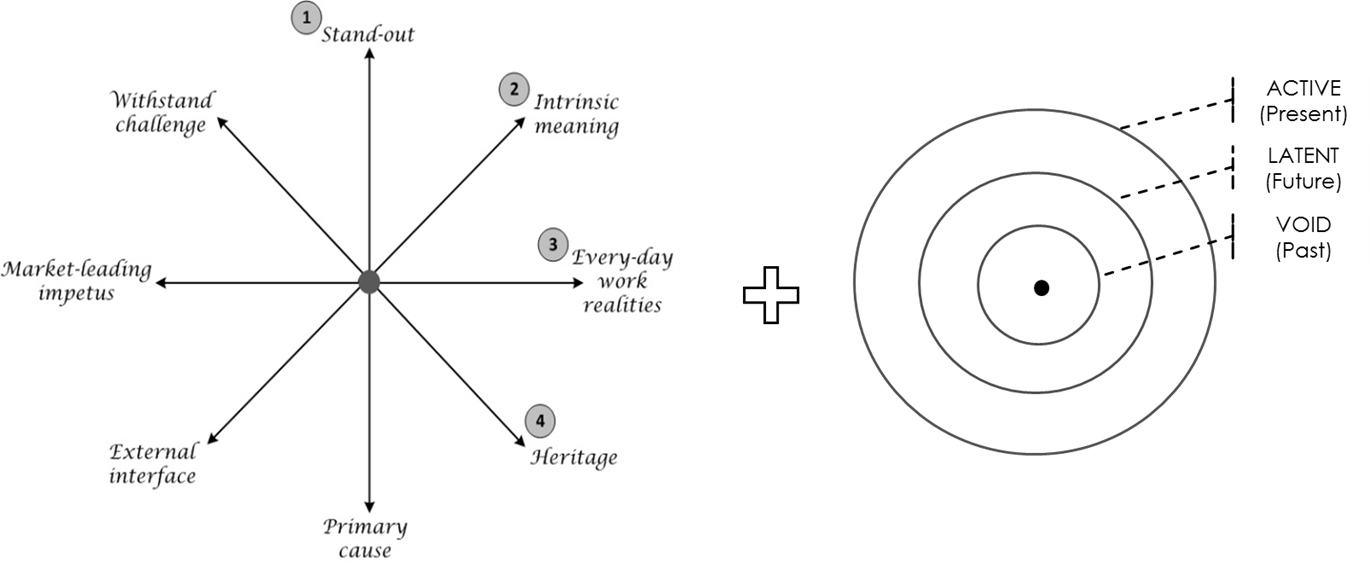 1
Stand-out
2
Intrinsic
meaning
3
Every-day
work
realities
4
Heritage
Primary
cause
External
interface
Market-leading
impetus
Withstand
challenge
ACTIVE
(Present)
LATENT
(Future)
VOID
(Past)